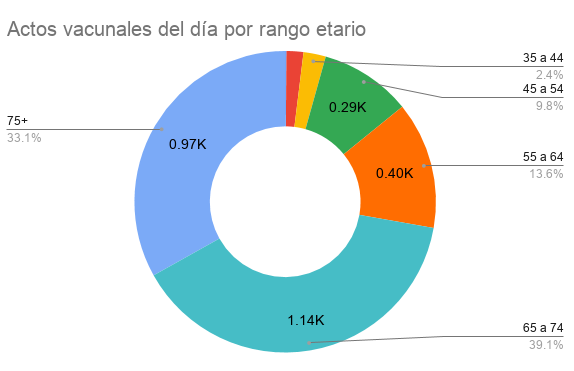 Actos vacunales del día por rango etario
35 a 44
2.4%
45 a 54
9.8%
0.29K
75+
33.1%
0.97K
55 a 64
13.6%
0.40K
1.14K
65 a 74
39.1%